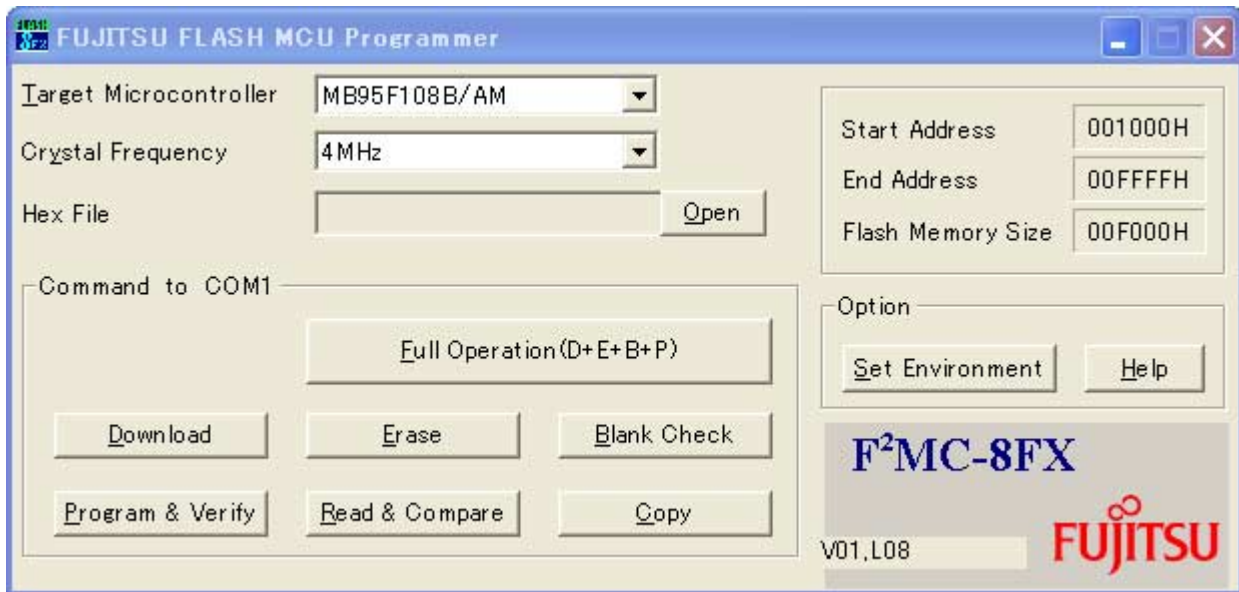 FUJITSU FLASH MCU Programmer
Target Microcontroller
MB95F108B/AM
Crystal Frequency
4MHz
Hex File
Open
Start Address
001000H
End Address
00FFFFH
Flash Memory Size
00F000H
Command to COM1
Full Operation(D+E+B+P)
Download
Erase
Blank Check
Program & Verify
Read & Compare
Copy
Option
Set Environment
Help
F²MC-8FX
V01,L08
FUJITSU